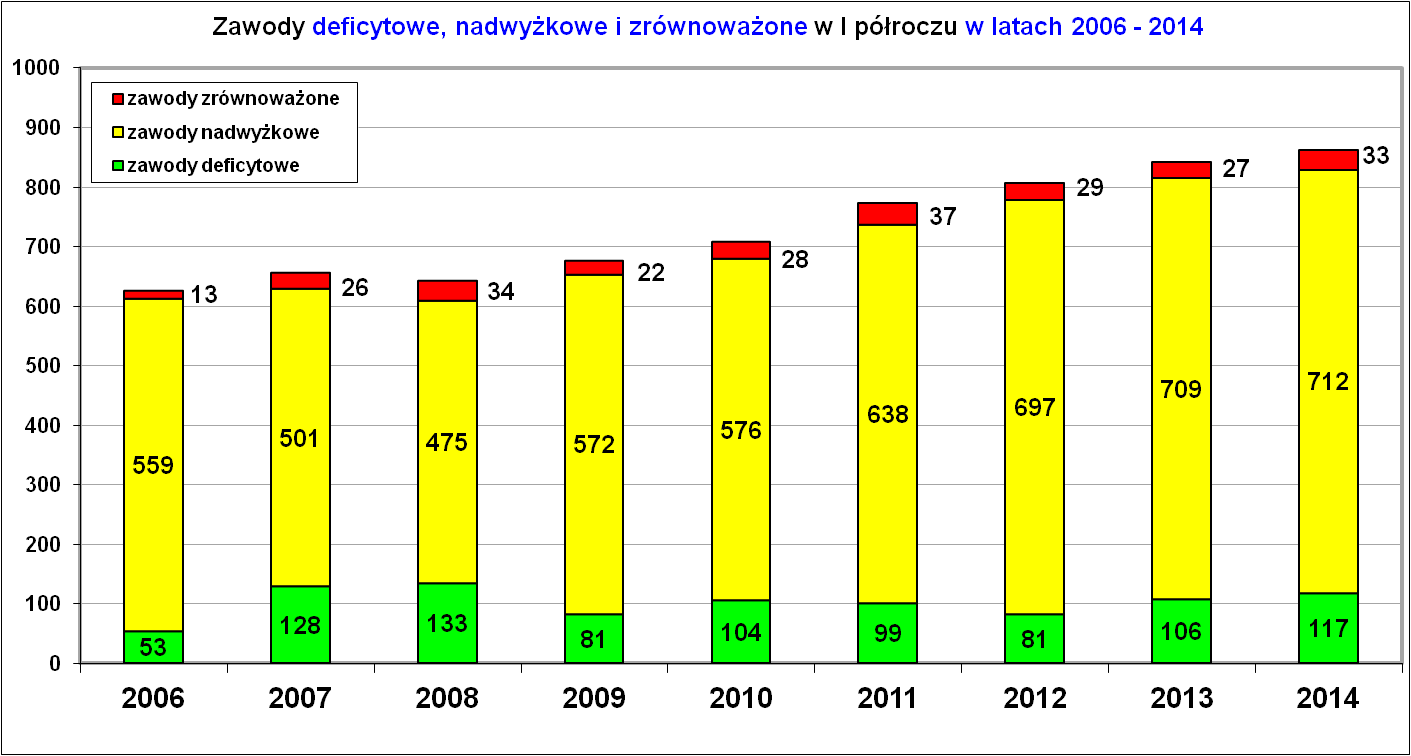 Zawody deficytowe, nadwyżkowe i zrównoważone w I półroczu w latach 2006 - 2014
1000
900
800
700
600
500
400
300
200
100
0
zawody zrównoważone
zawody nadwyżkowe
zawody deficytowe
13 26 34 22 28 37 29 27 33
559 501 475 572 576 638 697 709 712
53 128 133 81 104 99 81 106 117
2006 2007 2008 2009 2010 2011 2012 2013 2014